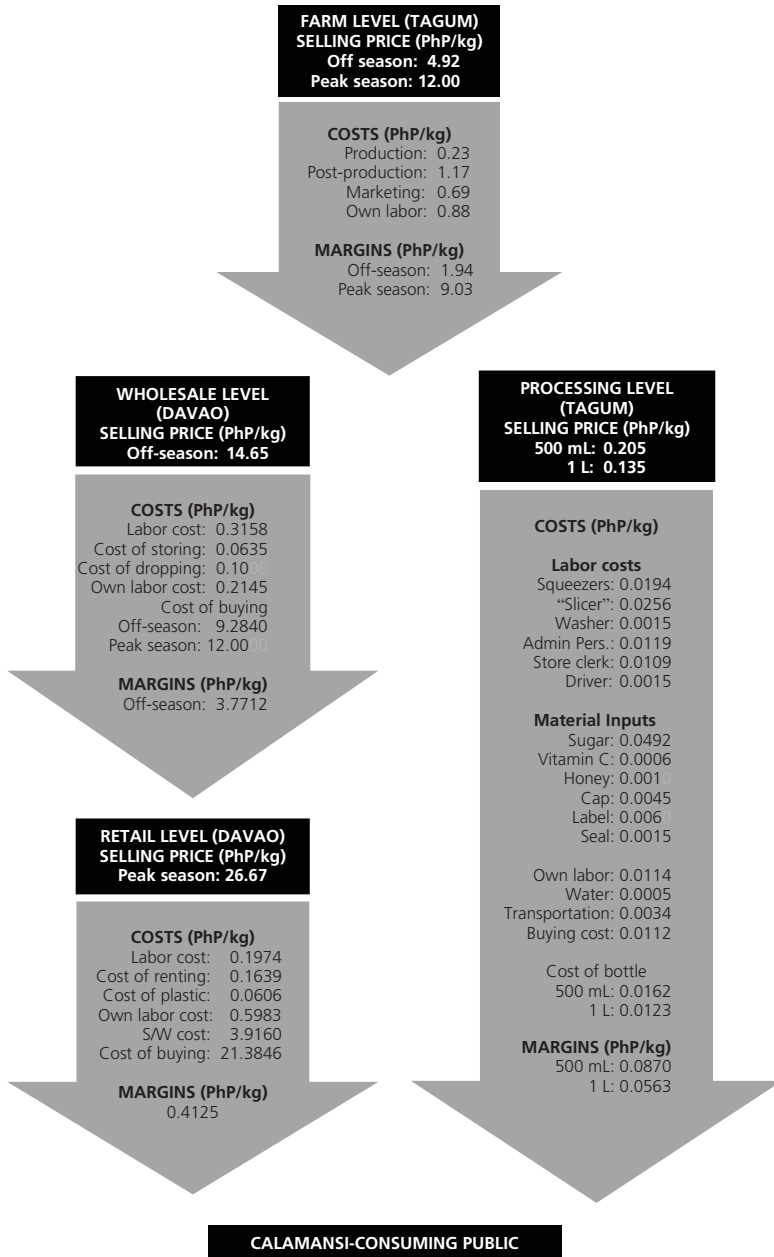 FARM LEVEL (TAGUM)
SELLING PRICE (PhP/kg)
Off season: 4.92
Peak season: 12.00
COSTS (PhP/kg)
Production: 0.23
Post-production: 1.17
Marketing: 0.69
Own labor: 0.88
MARGINS (PhP/kg)
Off-season: 1.94
Peak season: 9.03
WHOLESALE LEVEL
(DAVAO)
SELLING PRICE (PhP/kg)
Off-season: 14.65
COSTS (PhP/kg)
Labor cost: 0.3158
Cost of storing: 0.0635
Cost of dropping: 0.1000
Own labor cost: 0.2145
Cost of buying
Off-season: 9.2840
Peak season: 12.0000
MARGINS (PhP/kg)
Off-season: 3.7712
RETAIL LEVEL (DAVAO)
SELLING PRICE (PhP/kg)
Peak season: 26.67
COSTS (PhP/kg)
Labor cost: 0.1974
Cost of renting: 0.1639
Cost of plastic: 0.0606
Own labor cost: 0.5983
S/W cost: 3.9160
Cost of buying: 21.3846
MARGINS (PhP/kg)
0.4125
PROCESSING LEVEL
(TAGUM)
SELLING PRICE (PhP/kg)
500 mL: 0.205
1 L: 0.135
COSTS (PhP/kg)
Labor costs
Squeezers: 0.0194
“Slicer”: 0.0256
Washer: 0.0015
Admin Pers.: 0.0119
Store clerk: 0.0109
Driver: 0.0015
Material Inputs
Sugar: 0.0492
Vitamin C: 0.0006
Honey: 0.0010
Cap: 0.0045
Label: 0.0060
Seal: 0.0015
Own labor: 0.0114
Water: 0.0005
Transportation: 0.0034
Buying cost: 0.0112
Cost of bottle
500 mL: 0.0162
1 L: 0.0123
MARGINS (PhP/kg)
500 mL: 0.0870
1 L: 0.0563
CALAMANSI-CONSUMING PUBLIC